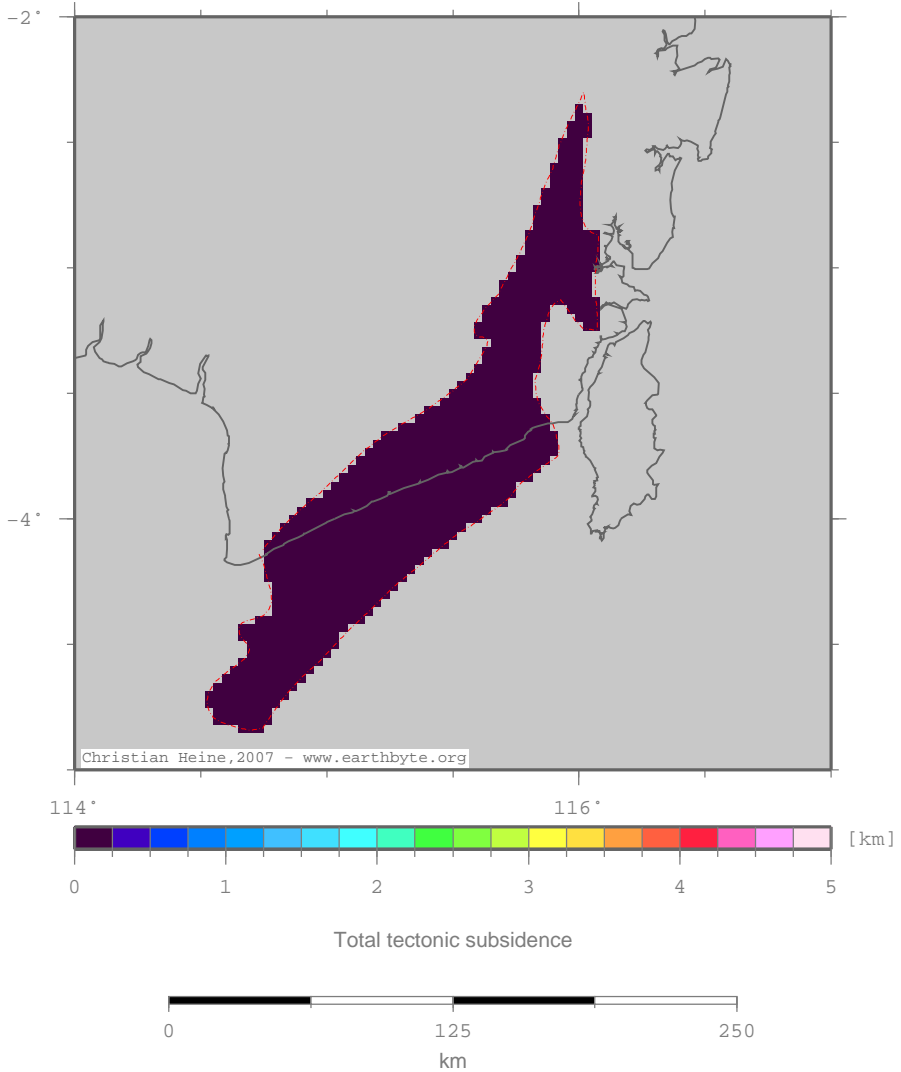 -2°
-4°
Christian Heine,2007 - www.earthbyte.org
114° 116°
[km]
0 1 2 3 4 5
Total tectonic subsidence
0 125 250
km